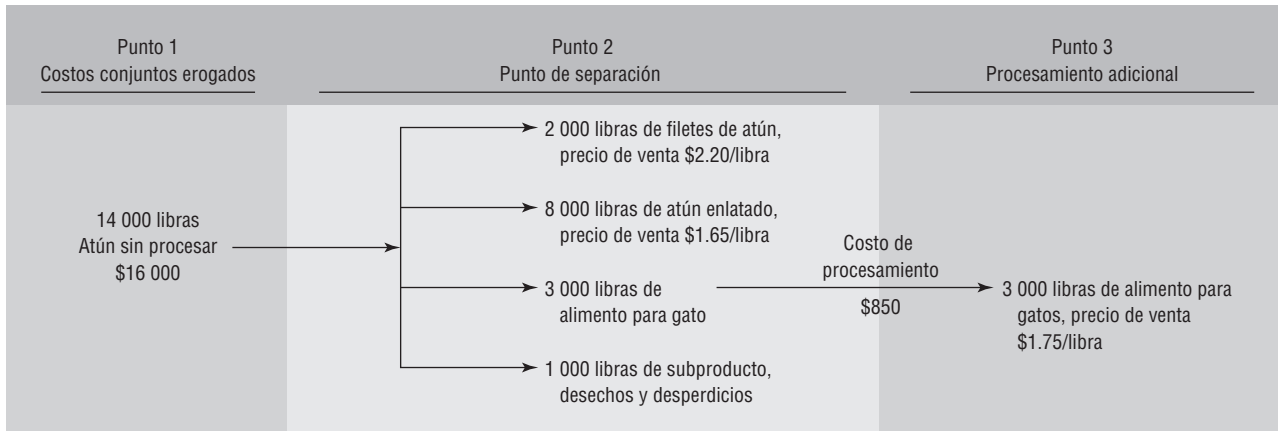 Punto 1
Costos conjuntos erogados
Punto 2
Punto de separación
Punto 3
Procesamiento adicional
14 000 libras
Atún sin procesar
$16 000
2 000 libras de filetes de atún,
precio de venta $2.20/libra
8 000 libras de atún enlatado,
precio de venta $1.65/libra
3 000 libras de
alimento para gato
1 000 libras de subproducto,
desechos y desperdicios
Costo de
procesamiento
$850
3 000 libras de alimento para
gatos, precio de venta
$1.75/libra